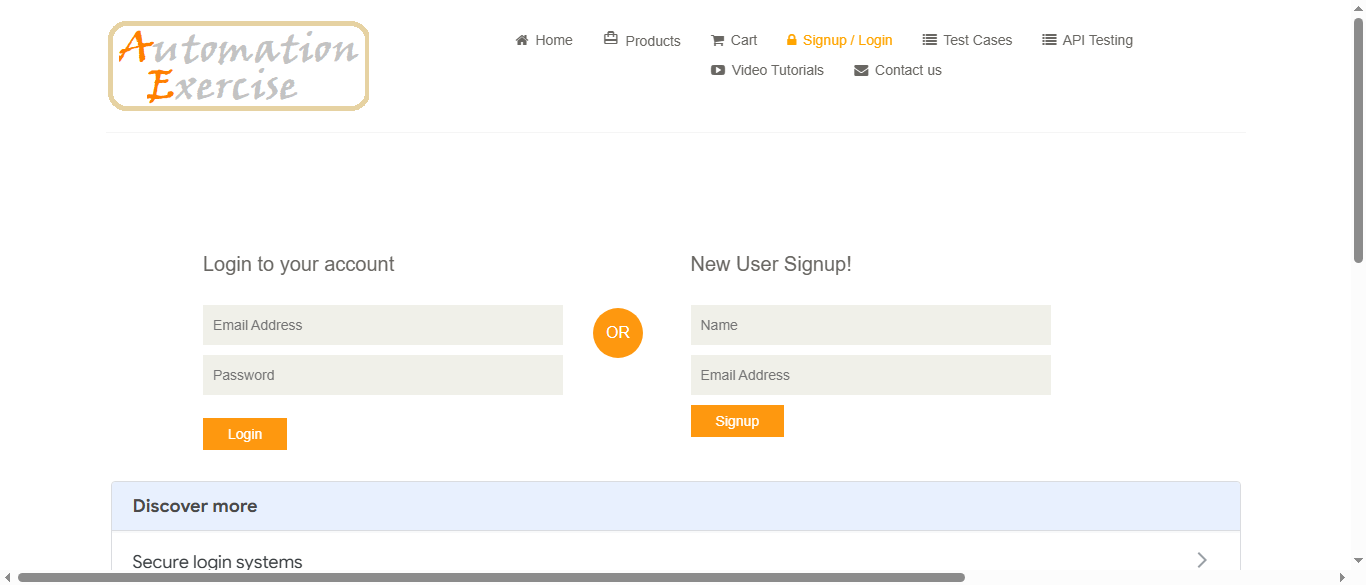 Automation
Exercise
Home Products Cart Signup / Login Test Cases API Testing
Video Tutorials Contact us
Login to your account
Email Address
Password
Login
OR
New User Signup!
Name
Email Address
Signup
Discover more
Secure login systems